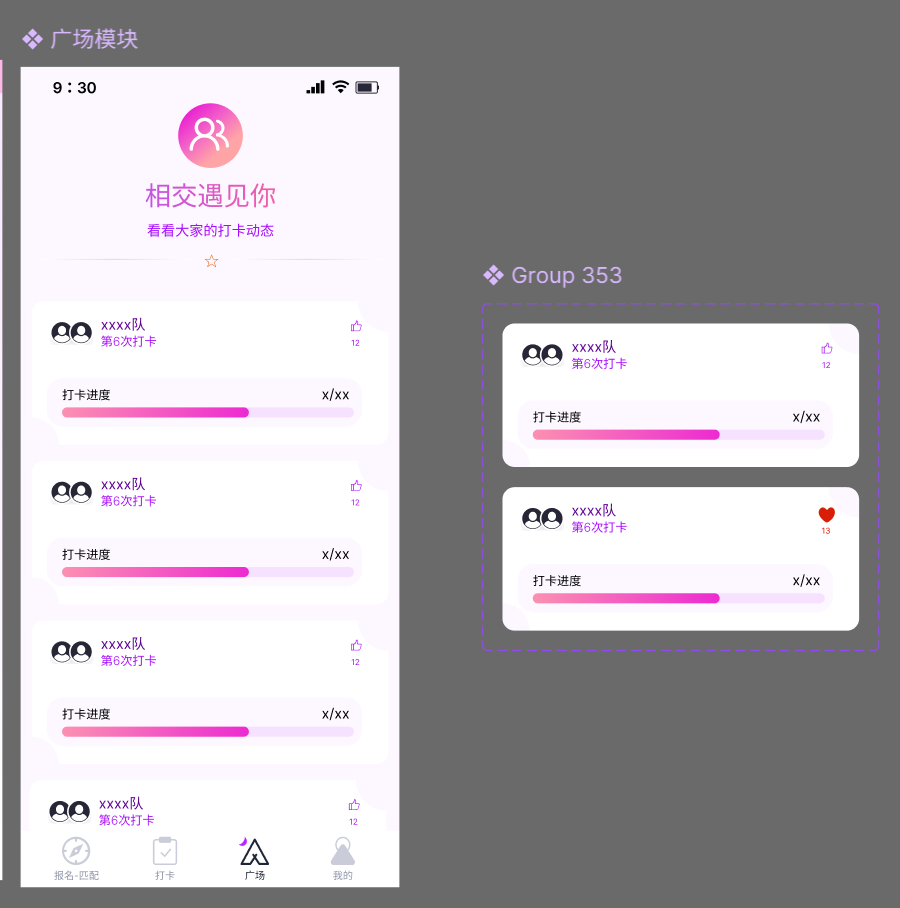 广场模块
9：30
相交遇见你
看看大家的打卡动态
xxxx队
第6次打卡
12
打卡进度
x/xx
xxxx队
第6次打卡
12
打卡进度
x/xx
xxxx队
第6次打卡
12
打卡进度
x/xx
xxxx队
第6次打卡
12
报名-匹配
打卡
广场
我的
Group 353
xxxx队
第6次打卡
12
打卡进度
x/xx
xxxx队
第6次打卡
13
打卡进度
x/xx